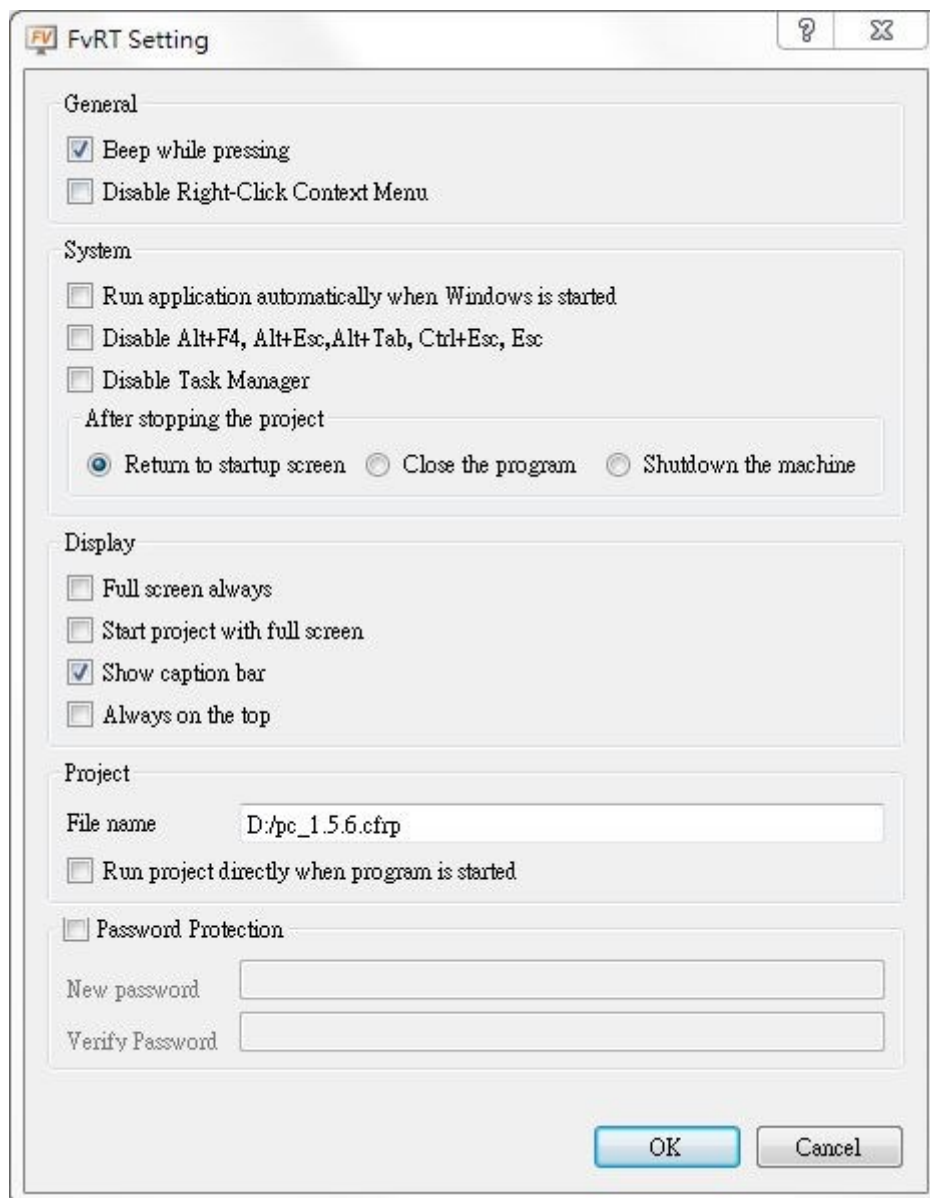 FV FvRT Setting ?
General
Beep while pressing
Disable Right-Click Context Menu
System
Run application automatically when Windows is started
Disable Alt+F4, Alt+Esc,Alt+Tab, Ctrl+Esc, Esc
Disable Task Manager
After stopping the project
Return to startup screen Close the program Shutdown the machine
Display
Full screen always
Start project with full screen
Show caption bar
Always on the top
Project
File name D:/pc_1.5.6.cfrp
Run project directly when program is started
Password Protection
New password
Verify Password
OK Cancel